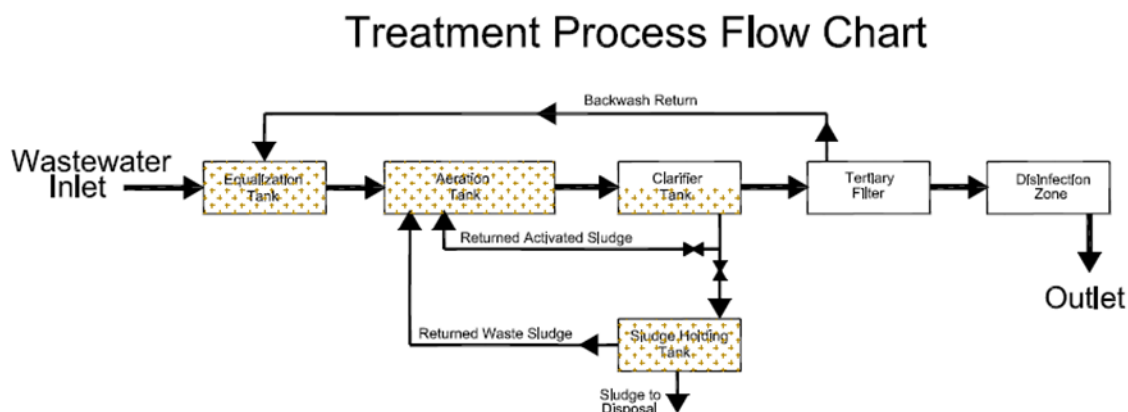 Treatment Process Flow Chart
Backwash Return
Wastewater
Inlet
Equalization
Tank
Aeration
Tank
Clarifier
Tank
Tertiary
Filter
Disinfection
Zone
Returned Activated Sludge
Outlet
Returned Waste Sludge
Sludge Holding
Tank
Sludge to
Disposal